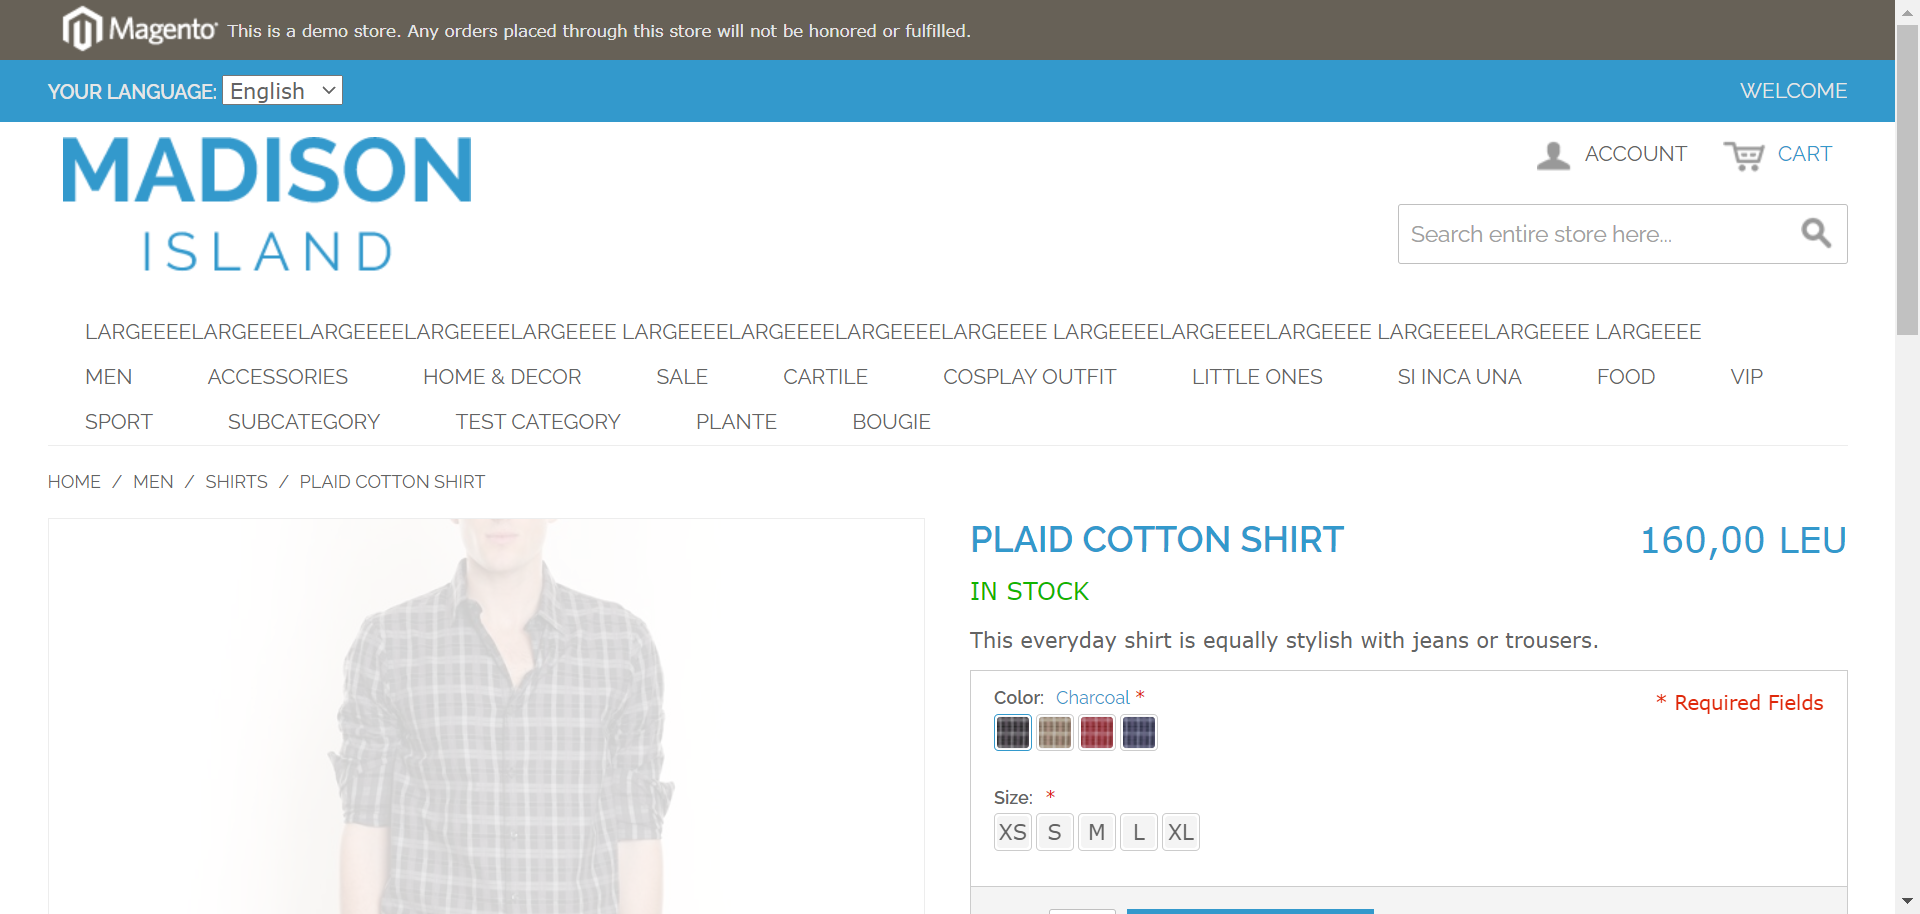 Magento This is a demo store. Any orders placed through this store will not be honored or fulfilled.
YOUR LANGUAGE: English WELCOME
MADISON
ISLAND
ACCOUNT CART
Search entire store here...
LARGEEEELARGEEEELARGEEEELARGEEEELARGEEEE LARGEEEELARGEEEELARGEEEELARGEEEE LARGEEEELARGEEEELARGEEEE LARGEEEELARGEEEE LARGEEEE
MEN ACCESSORIES HOME & DECOR SALE CARTILE COSPLAY OUTFIT LITTLE ONES SI INCA UNA FOOD VIP
SPORT SUBCATEGORY TEST CATEGORY PLANTE BOUGIE
HOME / MEN / SHIRTS / PLAID COTTON SHIRT
PLAID COTTON SHIRT 160,00 LEU
IN STOCK
This everyday shirt is equally stylish with jeans or trousers.
Color: Charcoal *
* Required Fields
Size: *
XS S M L XL